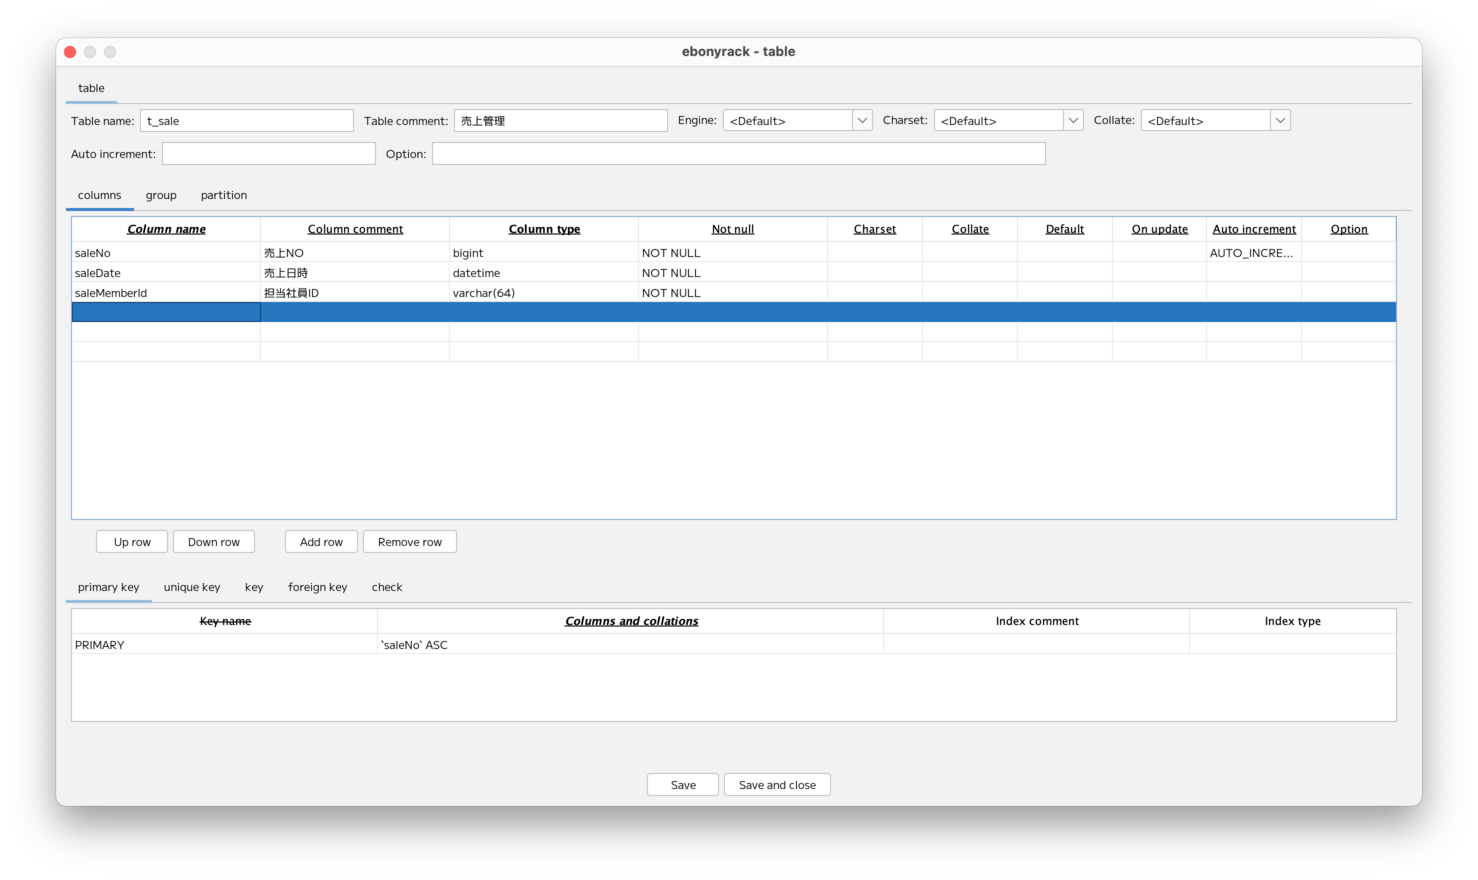 ebonyrack - table
table
Table name: t_sale Table comment: 売上管理 Engine: <Default> Charset: <Default> Collate: <Default>
Auto increment: Option:
columns group partition
Column name Column comment Column type Not null Charset Collate Default On update Auto increment Option
saleNo 売上NO bigint NOT NULL AUTO_INCRE...
saleDate 売上日時 datetime NOT NULL
saleMemberId 担当社員ID varchar(64) NOT NULL
Up row Down row Add row Remove row
primary key unique key key foreign key check
Key name Columns and collations Index comment Index type
PRIMARY `saleNo` ASC
Save Save and close